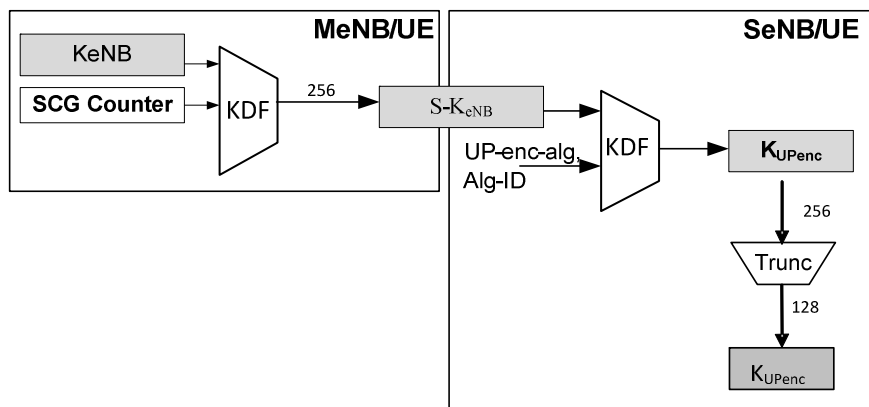 MeNB/UE
KeNB
SCG Counter
KDF
256
S-KeNB
SeNB/UE
UP-enc-alg,
Alg-ID
KDF
KUPenc
256
Trunc
128
KUPenc